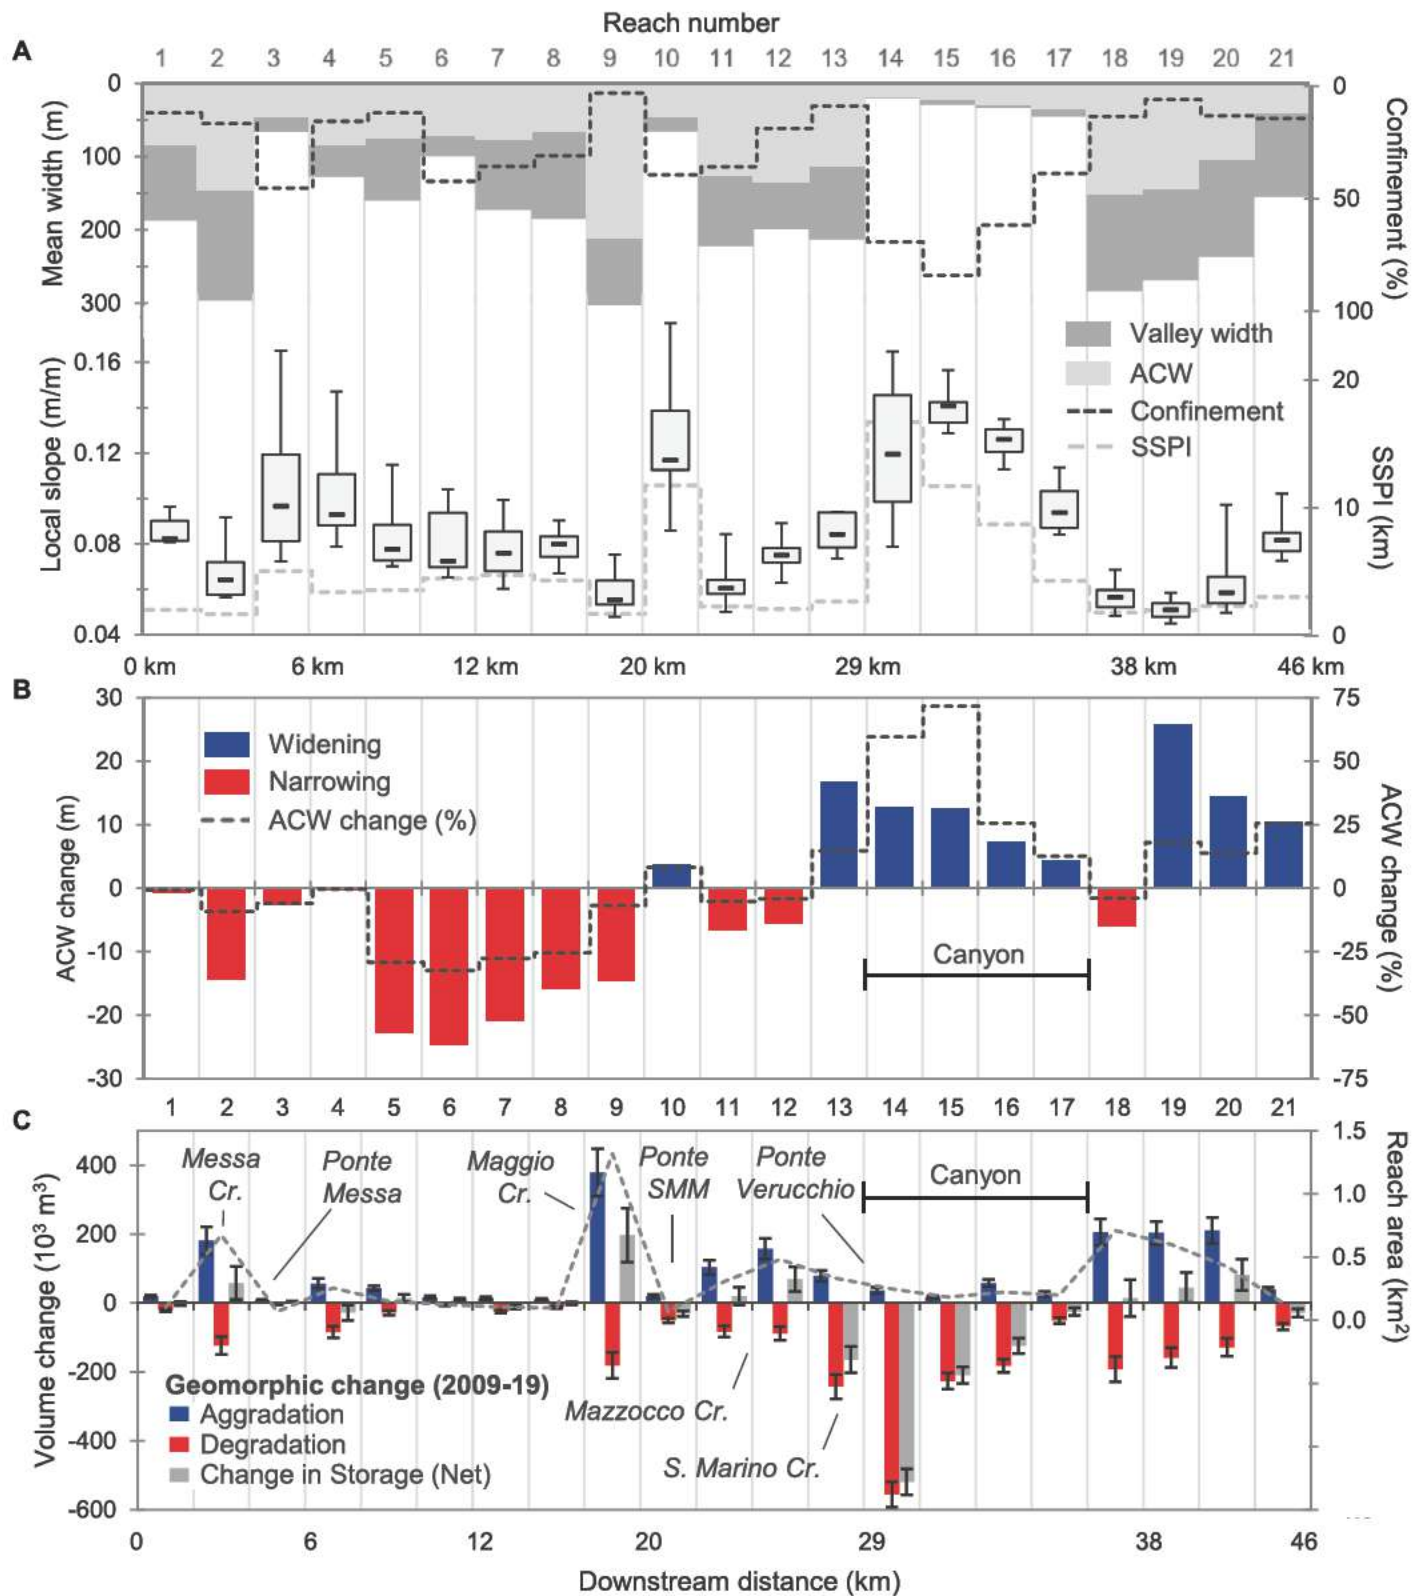 Reach number
A
1 2 3 4 5 6 7 8 9 10 11 12 13 14 15 16 17 18 19 20 21
Mean width (m)
0
100
200
300
Confinement (%)
0
50
100
Valley width
ACW
Confinement
SSPI
Local slope (m/m)
0.16
0.12
0.08
0.04
SSPI (km)
20
10
0
0 km 6 km 12 km 20 km 29 km 38 km 46 km
B
ACW change (m)
30
20
10
0
-10
-20
-30
Widening
Narrowing
ACW change (%)
Canyon
ACW change (%)
75
50
25
0
-25
-50
-75
1 2 3 4 5 6 7 8 9 10 11 12 13 14 15 16 17 18 19 20 21
C
Volume change (10³ m³)
400
200
0
-200
-400
-600
Messa
Cr.
Ponte
Messa
Maggio
Cr.
Ponte
SMM
Ponte
Verucchio
Canyon
Reach area (km²)
1.5
1.0
0.5
0.0
Geomorphic change (2009-19)
Aggradation
Degradation
Change in Storage (Net)
Mazzocco Cr.
S. Marino Cr.
0 6 12 20 29 38 46
Downstream distance (km)